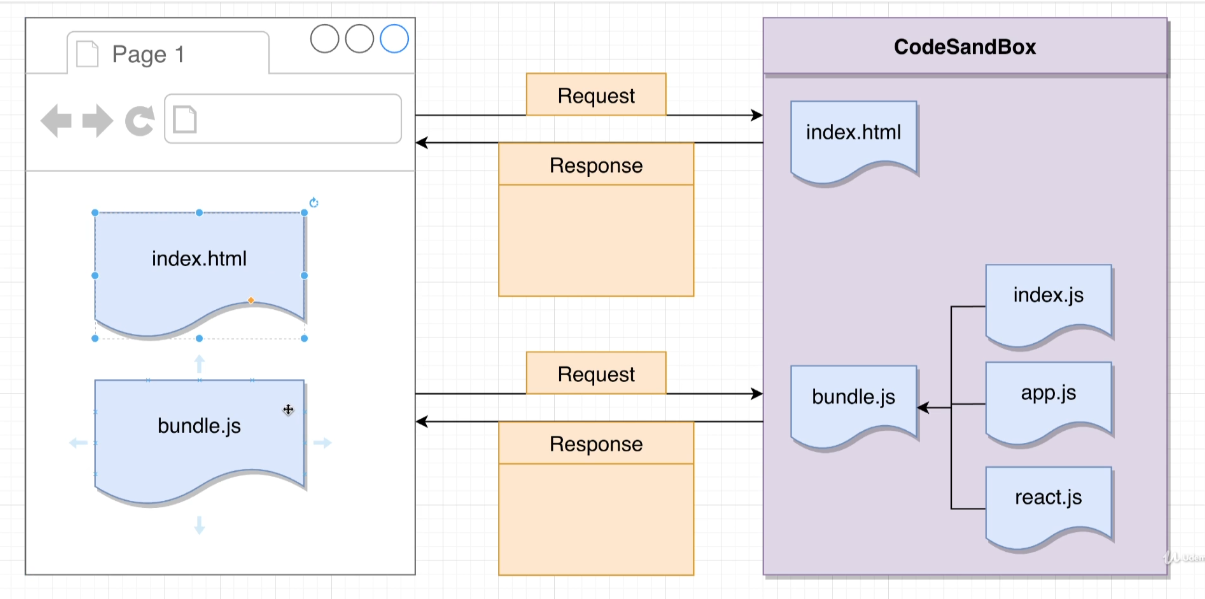 Page 1
CodeSandBox
Request
index.html
Response
index.html
index.js
Request
bundle.js
app.js
bundle.js
Response
react.js